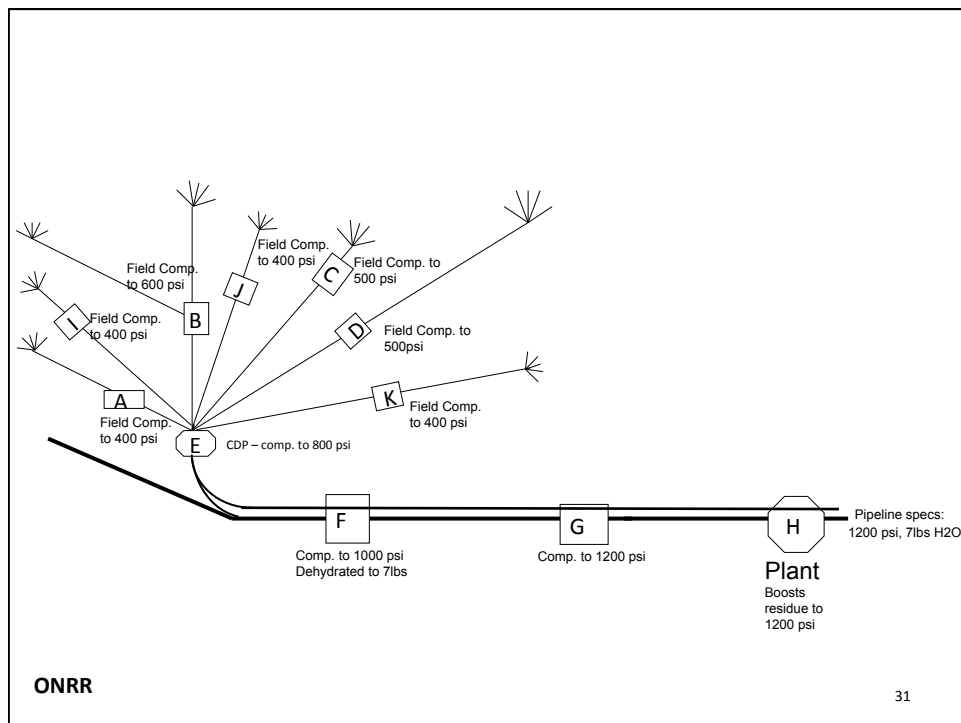 Field Comp.
to 400 psi
Field Comp. to
500 psi
Field Comp.
to 600 psi
J
C
B
I
Field Comp.
to 400 psi
D
Field Comp. to
500psi
A
K
Field Comp.
to 400 psi
Field Comp.
to 400 psi
E
CDP – comp. to 800 psi
F
G
H
Pipeline specs:
1200 psi, 7lbs H2O
Comp. to 1000 psi
Dehydrated to 7lbs
Comp. to 1200 psi
Plant
Boosts
residue to
1200 psi
ONRR
31